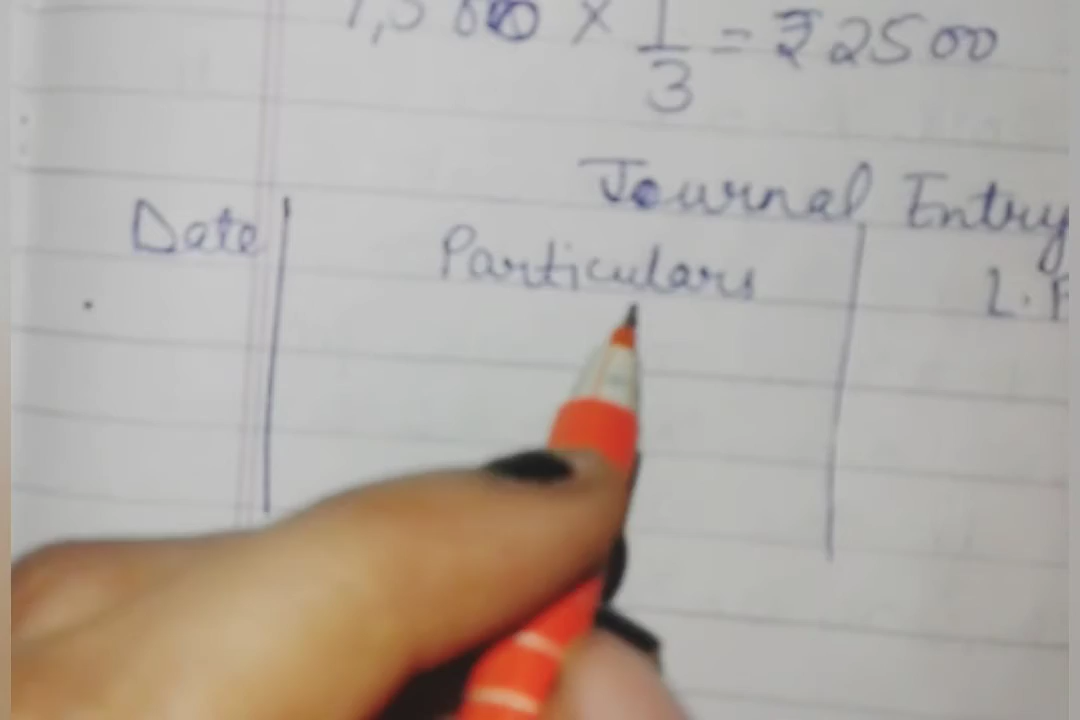 7,500 × 1/3 = ₹2500
Journal Entry
Date Particulars L.F